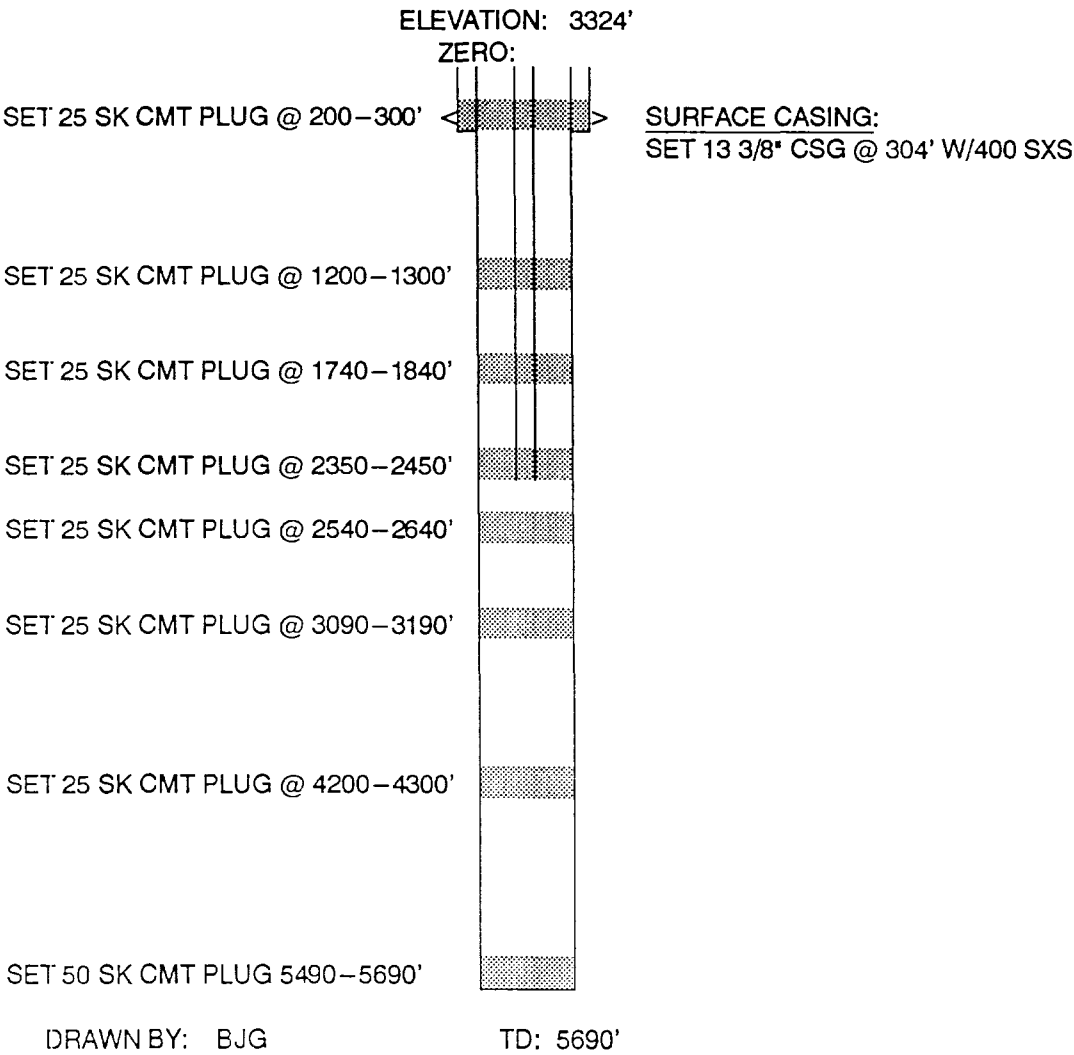 ELEVATION: 3324'
ZERO:
SET 25 SK CMT PLUG @ 200-300'
SURFACE CASING:
SET 13 3/8" CSG @ 304' W/400 SXS
SET 25 SK CMT PLUG @ 1200-1300'
SET 25 SK CMT PLUG @ 1740-1840'
SET 25 SK CMT PLUG @ 2350-2450'
SET 25 SK CMT PLUG @ 2540-2640'
SET 25 SK CMT PLUG @ 3090-3190'
SET 25 SK CMT PLUG @ 4200-4300'
SET 50 SK CMT PLUG 5490-5690'
DRAWN BY: BJG
TD: 5690'